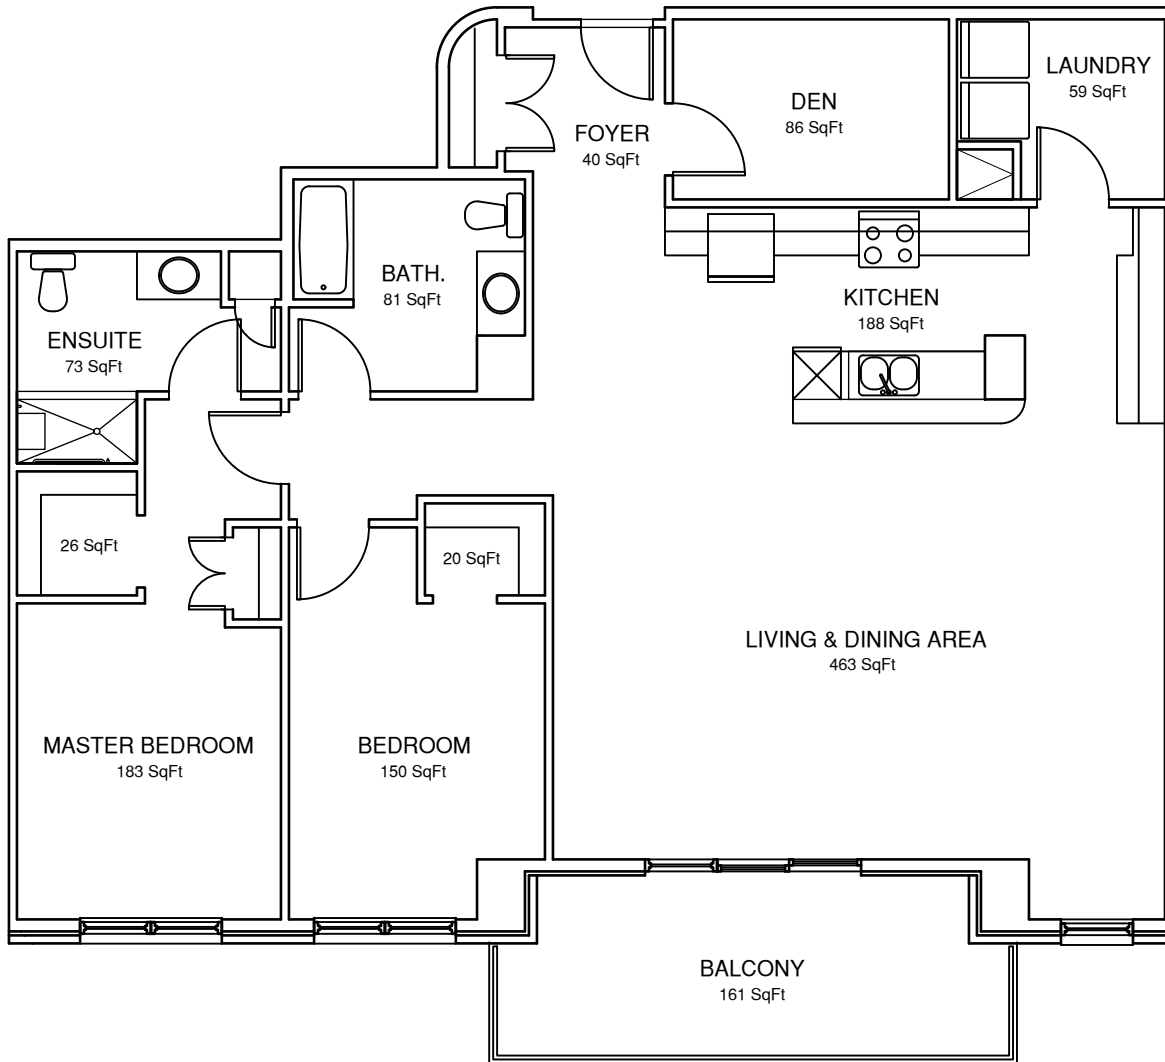 LAUNDRY
59 SqFt
DEN
86 SqFt
FOYER
40 SqFt
BATH.
81 SqFt
KITCHEN
188 SqFt
ENSUITE
73 SqFt
26 SqFt
20 SqFt
LIVING & DINING AREA
463 SqFt
MASTER BEDROOM
183 SqFt
BEDROOM
150 SqFt
BALCONY
161 SqFt